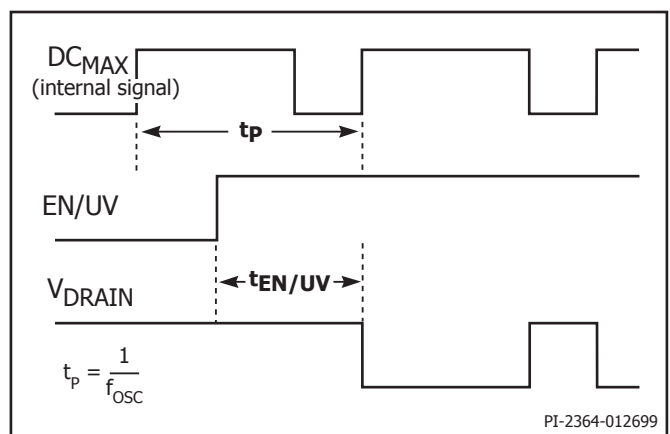 DCMAX
(internal signal)
tP
EN/UV
tEN/UV
VDRAIN
tP = 1/fOSC
PI-2364-012699